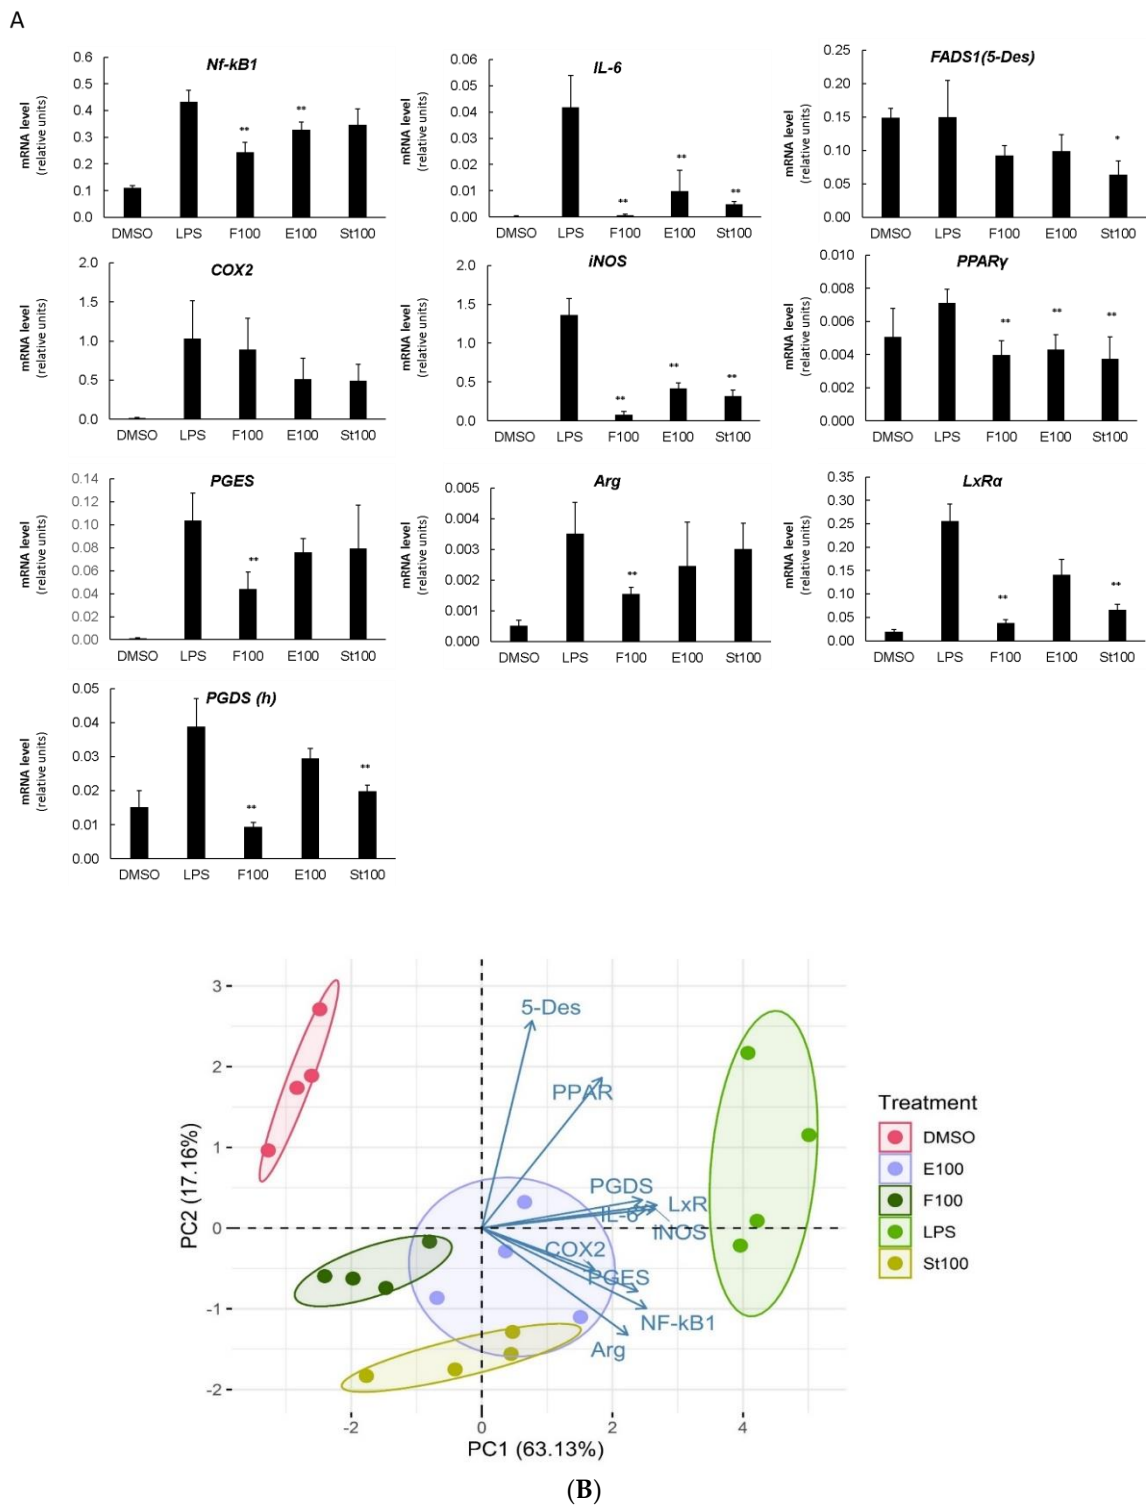 A
Nf-kB1
mRNA level
(relative units)
0.6
0.5
0.4
0.3
0.2
0.1
0.0
**
**
DMSO LPS F100 E100 St100
IL-6
mRNA level
(relative units)
0.06
0.05
0.04
0.03
0.02
0.01
0.00
**
**
**
DMSO LPS F100 E100 St100
FADS1(5-Des)
mRNA level
(relative units)
0.25
0.20
0.15
0.10
0.05
0.00
*
DMSO LPS F100 E100 St100
COX2
mRNA level
(relative units)
2.0
1.5
1.0
0.5
0.0
DMSO LPS F100 E100 St100
iNOS
mRNA level
(relative units)
2.0
1.5
1.0
0.5
0.0
**
**
**
DMSO LPS F100 E100 St100
PPARγ
mRNA level
(relative units)
0.010
0.008
0.006
0.004
0.002
0.000
**
**
**
DMSO LPS F100 E100 St100
PGES
mRNA level
(relative units)
0.14
0.12
0.10
0.08
0.06
0.04
0.02
0.00
**
DMSO LPS F100 E100 St100
Arg
mRNA level
(relative units)
0.005
0.004
0.003
0.002
0.001
0.000
**
DMSO LPS F100 E100 St100
LxRα
mRNA level
(relative units)
0.35
0.30
0.25
0.20
0.15
0.10
0.05
0.00
**
**
DMSO LPS F100 E100 St100
PGDS (h)
mRNA level
(relative units)
0.05
0.04
0.03
0.02
0.01
0.00
**
**
DMSO LPS F100 E100 St100
PC2 (17.16%)
3
2
1
0
-1
-2
5-Des
PPAR
PGDS
LxR
IL-6
iNOS
COX2
PGES
NF-kB1
Arg
-2 0 2 4
PC1 (63.13%)
Treatment
DMSO
E100
F100
LPS
St100
(B)